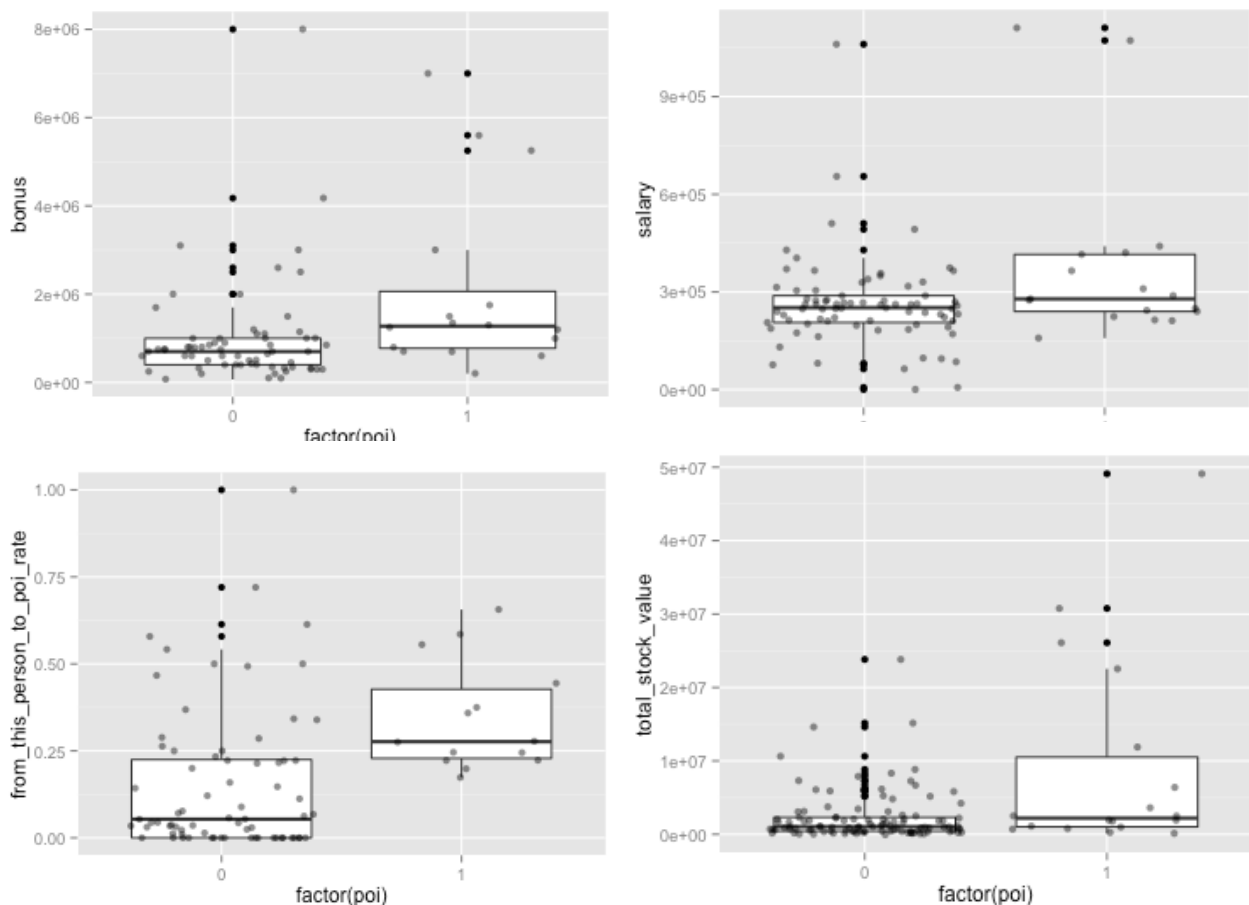 8e+06
6e+06
4e+06
2e+06
0e+00
bonus
0
1
factor(poi)
9e+05
6e+05
3e+05
0e+00
salary
1.00
0.75
0.50
0.25
0.00
from_this_person_to_poi_rate
0
1
factor(poi)
5e+07
4e+07
3e+07
2e+07
1e+07
0e+00
total_stock_value
0
1
factor(poi)